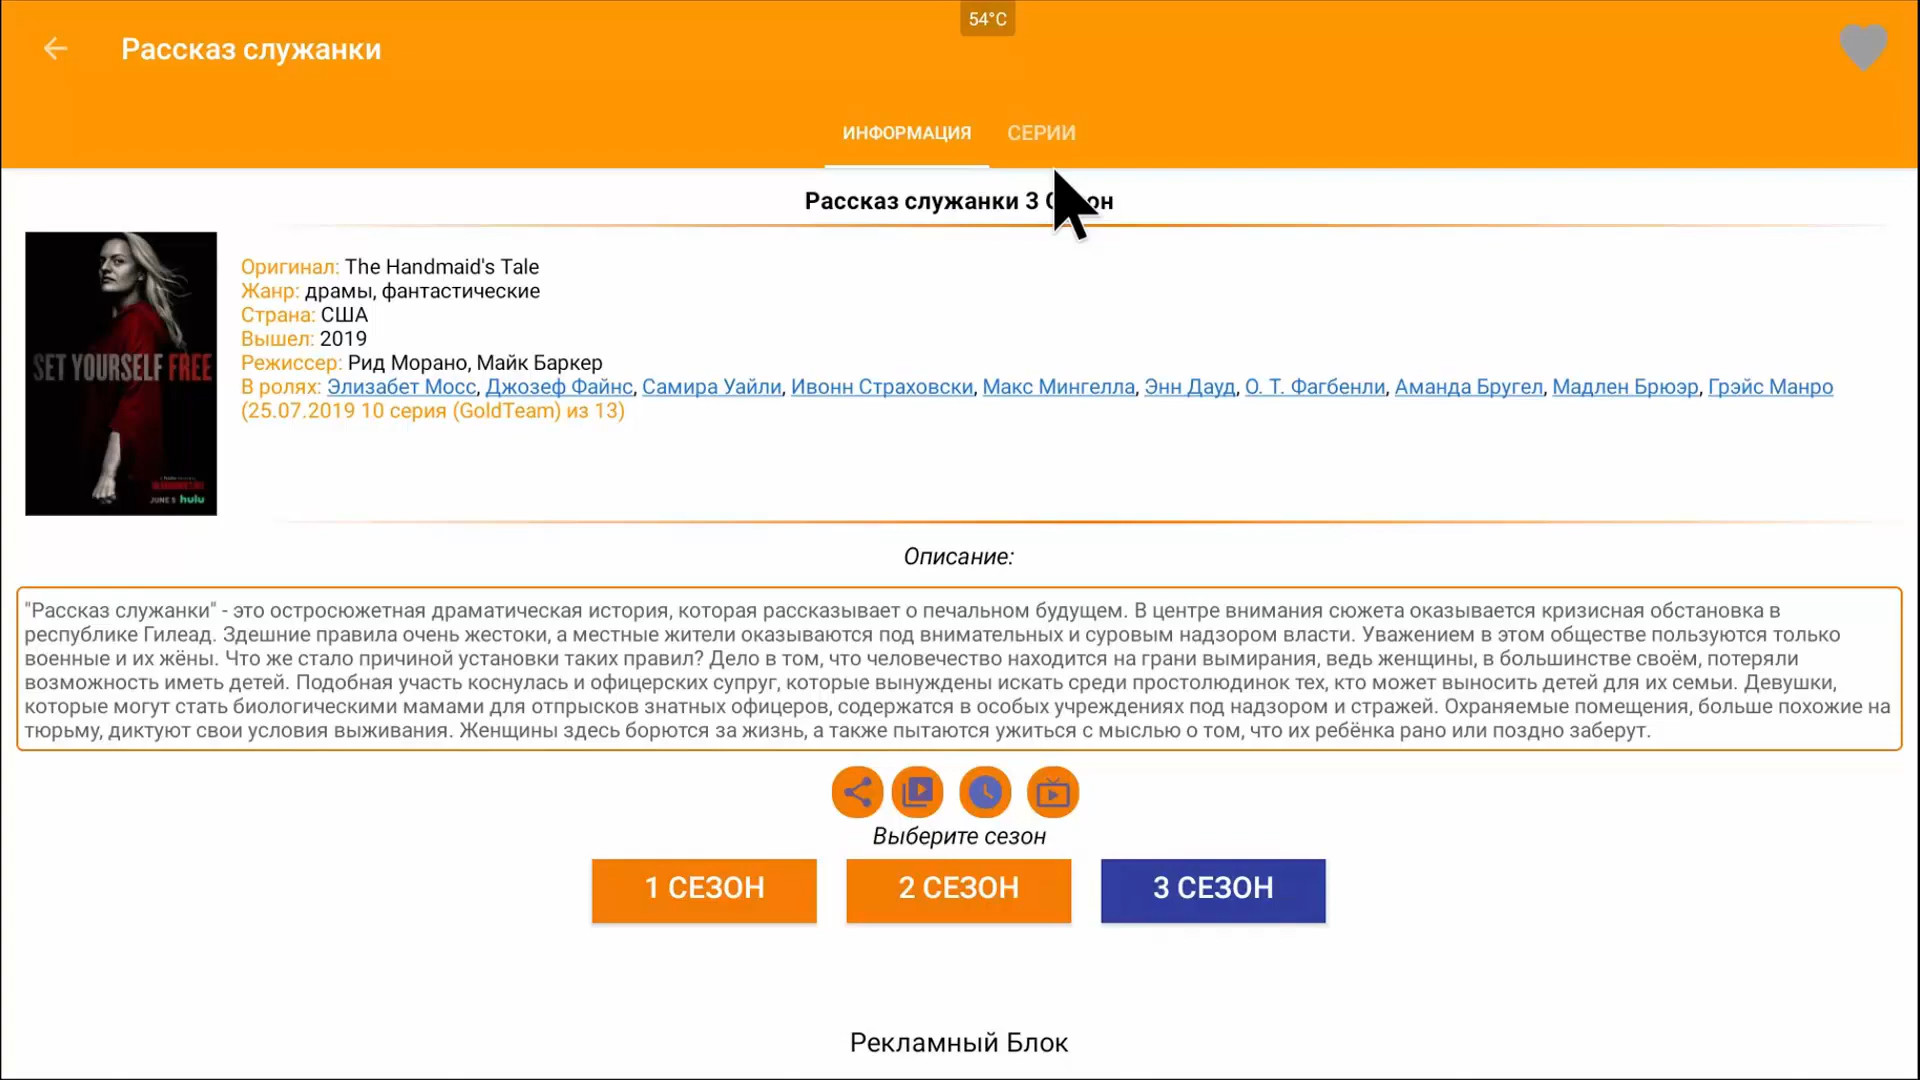 54°C
Рассказ служанки
ИНФОРМАЦИЯ СЕРИИ
Рассказ служанки 3
Оригинал: The Handmaid's Tale
Жанр: драмы, фантастические
Страна: США
Вышел: 2019
Режиссер: Рид Морано, Майк Баркер
В ролях: Элизабет Мосс, Джозеф Файнс, Самира Уайли, Ивонн Страховски, Макс Мингелла, Энн Дауд, О. Т. Фагбенли, Аманда Бругел, Мадлен Брюэр, Грэйс Манро
(25.07.2019 10 серия (GoldTeam) из 13)
SET YOURSELF FREE
JUNE 5 hulu
Описание:
"Рассказ служанки" - это остросюжетная драматическая история, которая рассказывает о печальном будущем. В центре внимания сюжета оказывается кризисная обстановка в
республике Гилеад. Здешние правила очень жестоки, а местные жители оказываются под внимательных и суровым надзором власти. Уважением в этом обществе пользуются только
военные и их жёны. Что же стало причиной установки таких правил? Дело в том, что человечество находится на грани вымирания, ведь женщины, в большинстве своём, потеряли
возможность иметь детей. Подобная участь коснулась и офицерских супруг, которые вынуждены искать среди простолюдинок тех, кто может выносить детей для их семьи. Девушки,
которые могут стать биологическими мамами для отпрысков знатных офицеров, содержатся в особых учреждениях под надзором и стражей. Охраняемые помещения, больше похожие на
тюрьму, диктуют свои условия выживания. Женщины здесь борются за жизнь, а также пытаются ужиться с мыслью о том, что их ребёнка рано или поздно заберут.
Выберите сезон
1 СЕЗОН 2 СЕЗОН 3 СЕЗОН
Рекламный Блок